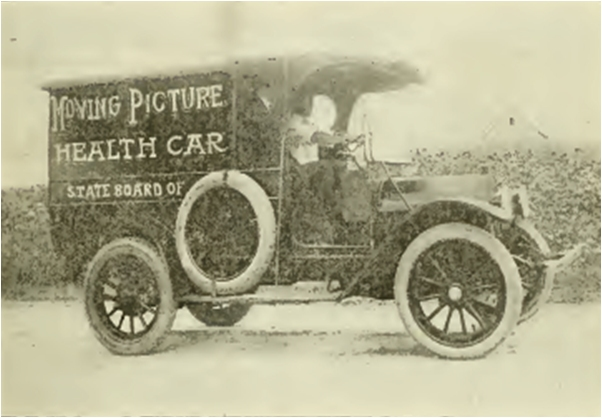 MOVING PICTURE
HEALTH CAR
STATE BOARD OF